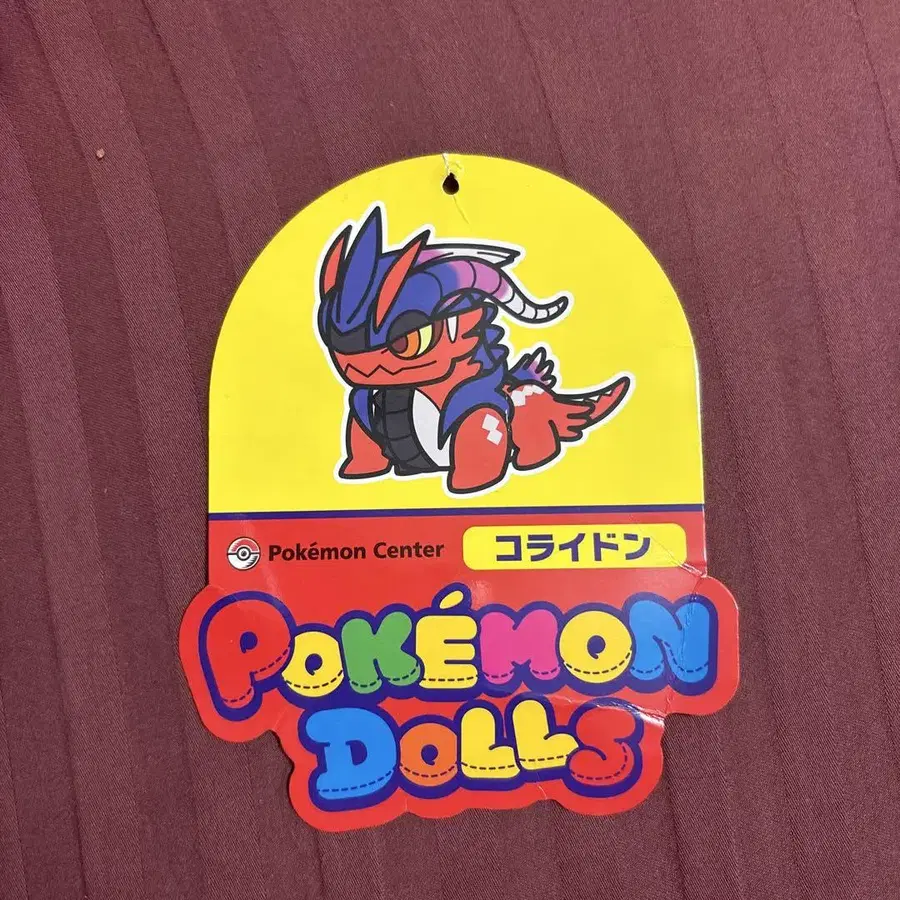 Pokémon Center コライドン
POKÉMON
DOLLS